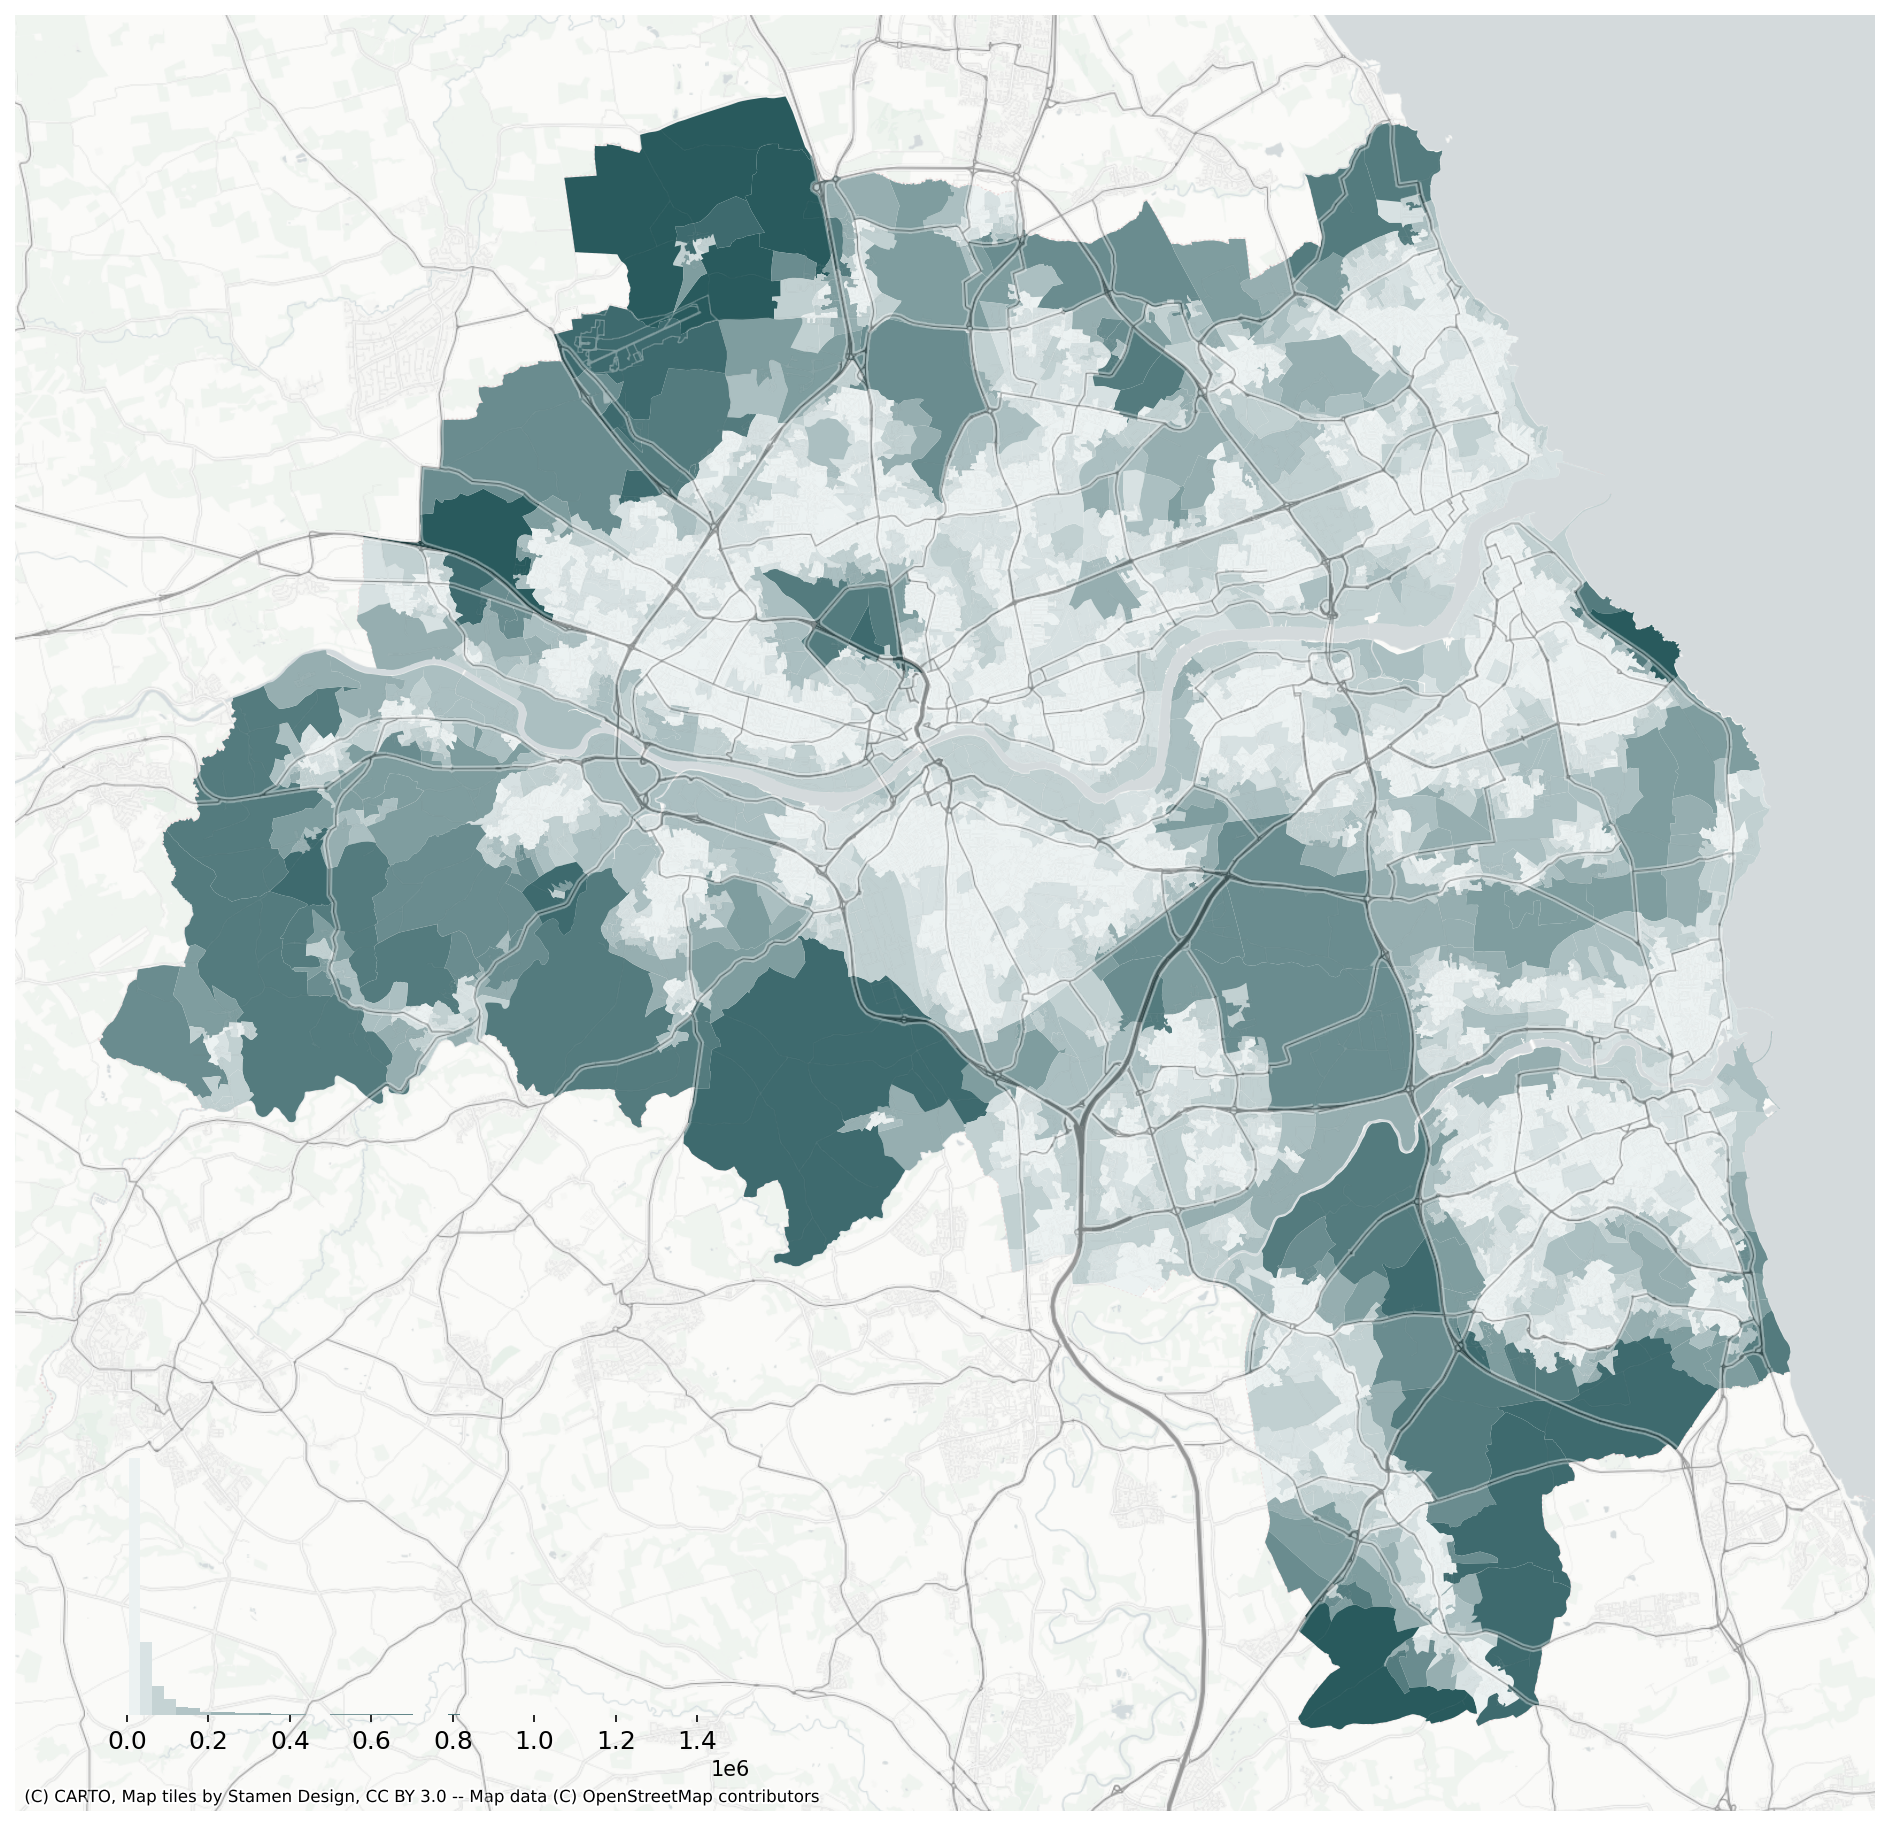 0.0 0.2 0.4 0.6 0.8 1.0 1.2 1.4
1e6
(C) CARTO, Map tiles by Stamen Design, CC BY 3.0 -- Map data (C) OpenStreetMap contributors